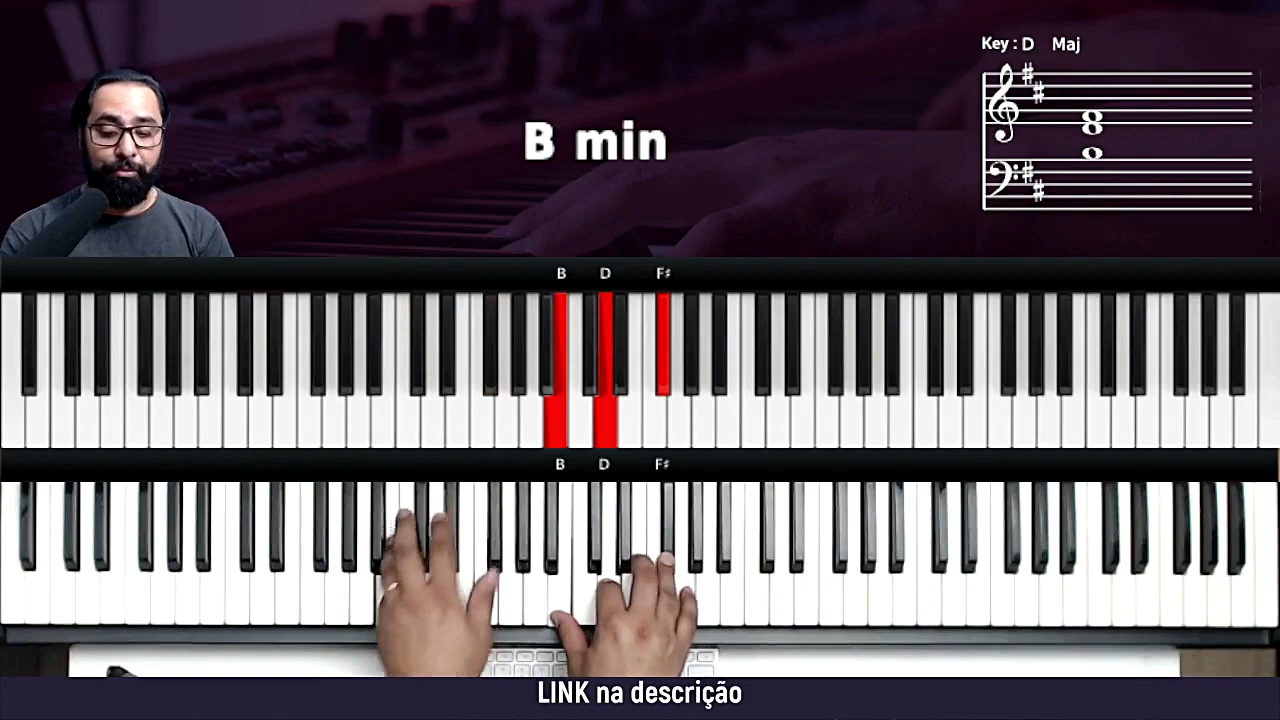 Key : D Maj
B min
B D F♯
B D F♯
LINK na descrição